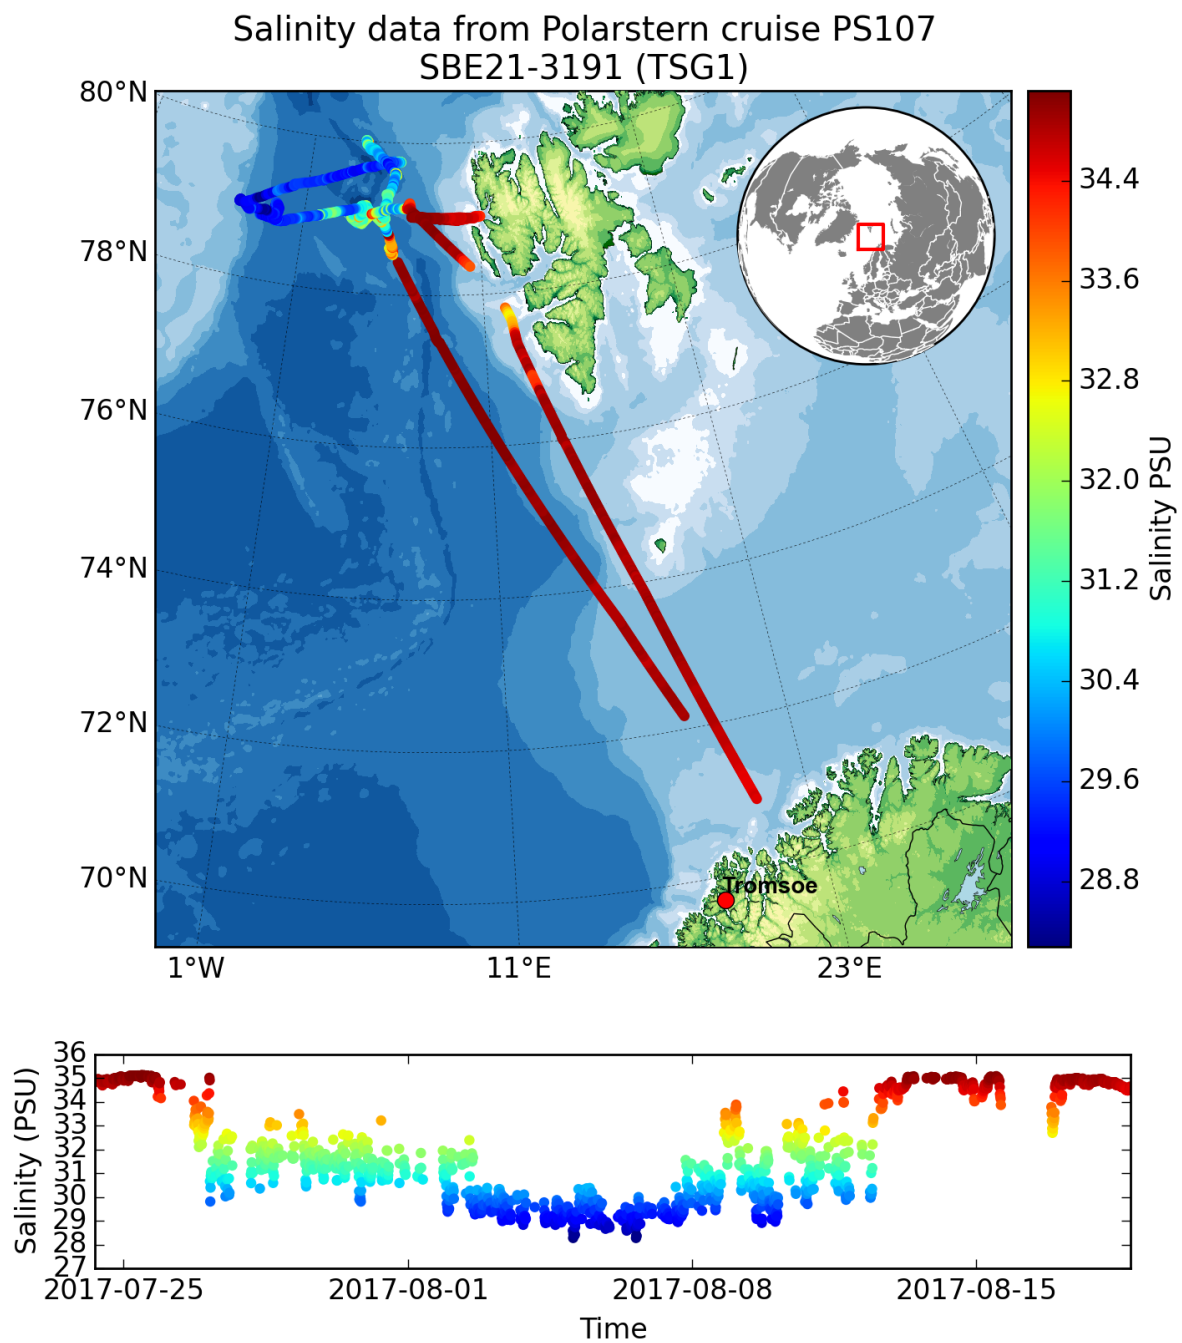 Salinity data from Polarstern cruise PS107
SBE21-3191 (TSG1)
80°N
78°N
76°N
74°N
72°N
70°N
1°W
11°E
23°E
Tromsoe
34.4
33.6
32.8
32.0
31.2
30.4
29.6
28.8
Salinity PSU
36
35
34
33
32
31
30
29
28
27
Salinity (PSU)
2017-07-25
2017-08-01
2017-08-08
2017-08-15
Time